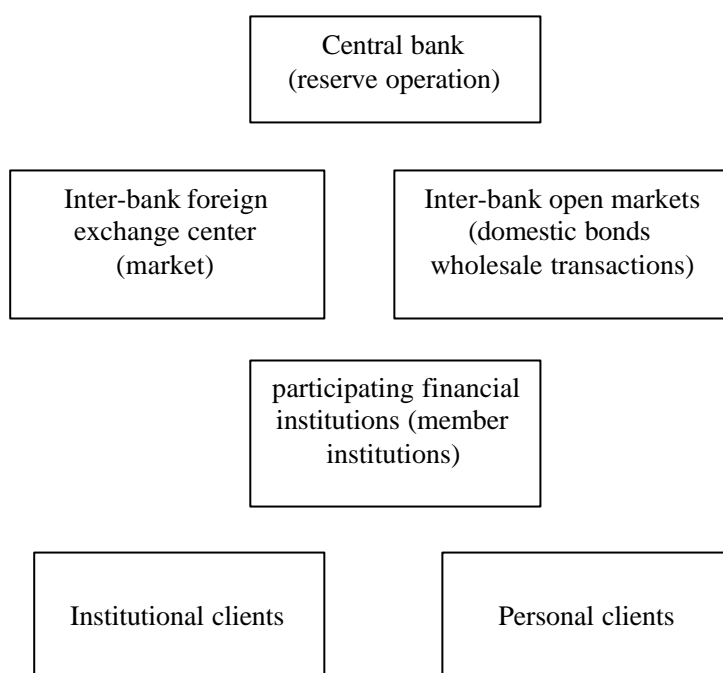 Central bank
(reserve operation)
Inter-bank foreign
exchange center
(market)
Inter-bank open markets
(domestic bonds
wholesale transactions)
participating financial
institutions (member
institutions)
Institutional clients
Personal clients